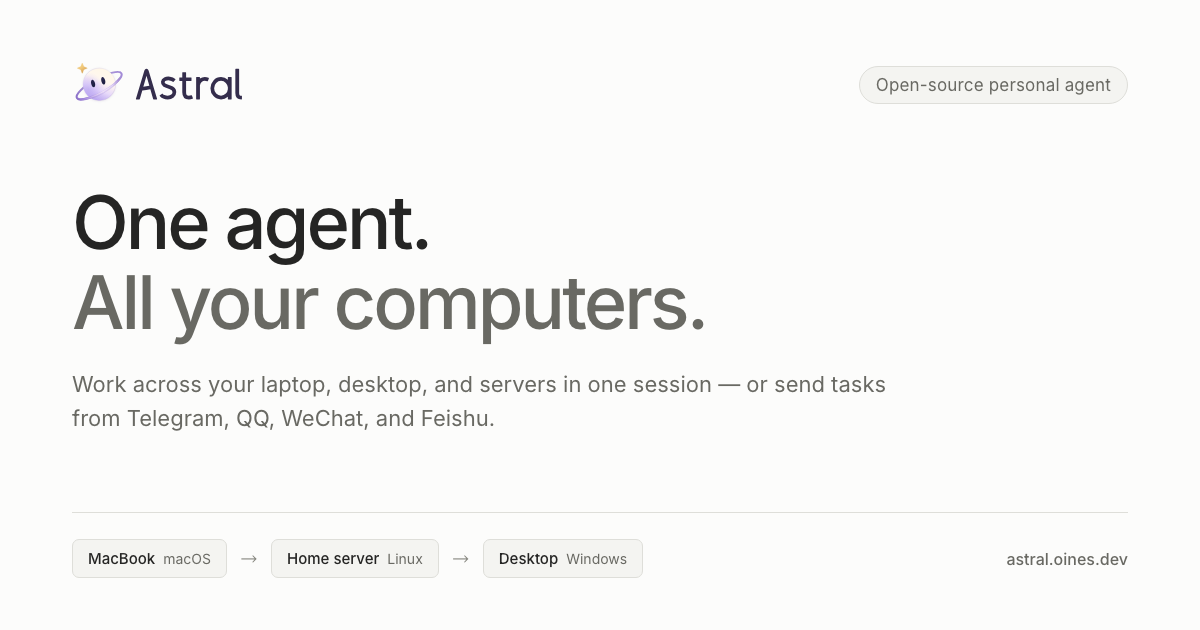 Astral
Open-source personal agent
One agent.
All your computers.
Work across your laptop, desktop, and servers in one session — or send tasks
from Telegram, QQ, WeChat, and Feishu.
MacBook macOS → Home server Linux → Desktop Windows
astral.oines.dev